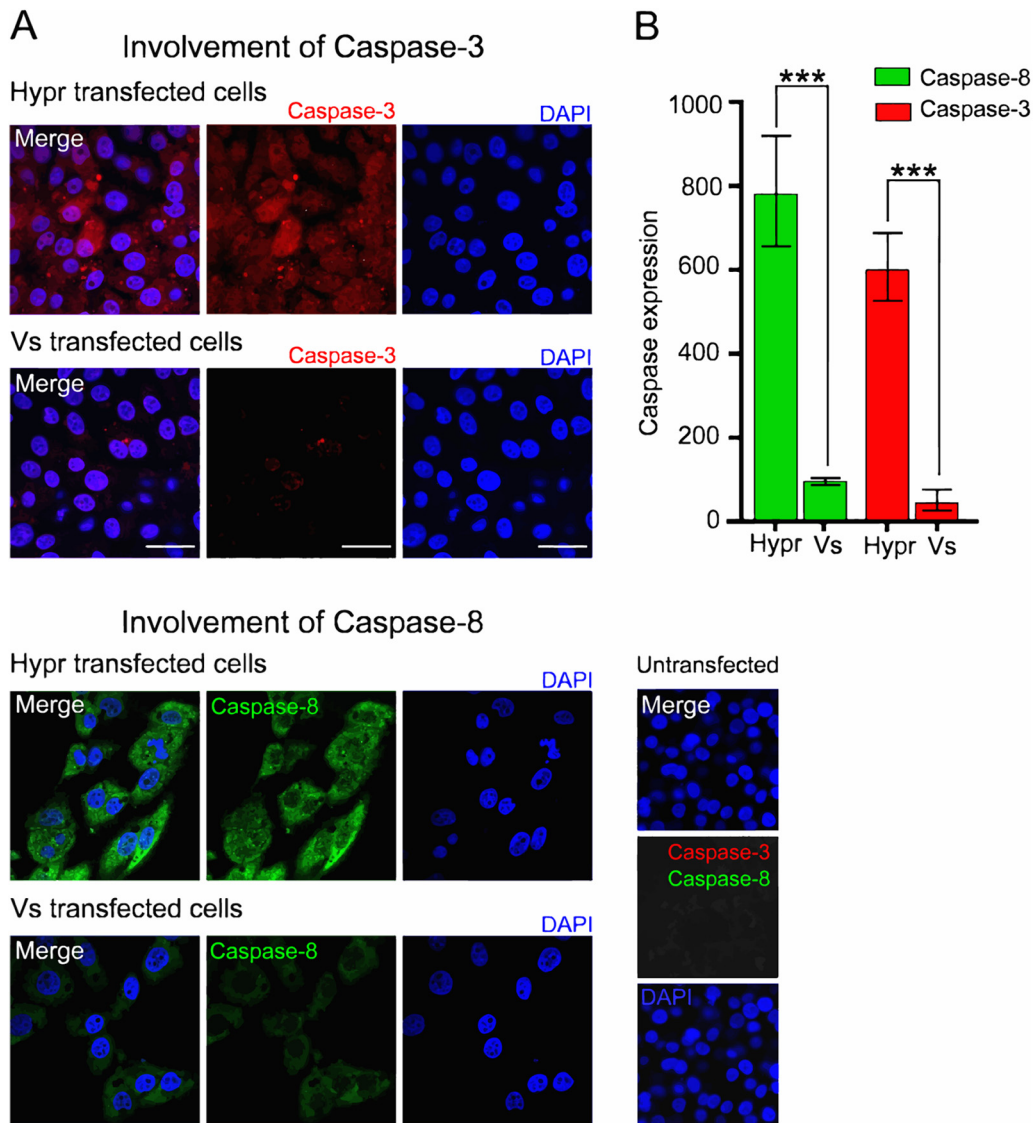 A
Involvement of Caspase-3
Hypr transfected cells
Caspase-3
DAPI
Merge
Vs transfected cells
Caspase-3
DAPI
Merge
Involvement of Caspase-8
Hypr transfected cells
DAPI
Merge
Caspase-8
Vs transfected cells
DAPI
Merge
Caspase-8
B
Caspase-8
Caspase-3
***
***
Caspase expression
1000
800
600
400
200
0
Hypr Vs Hypr Vs
Untransfected
Merge
Caspase-3
Caspase-8
DAPI